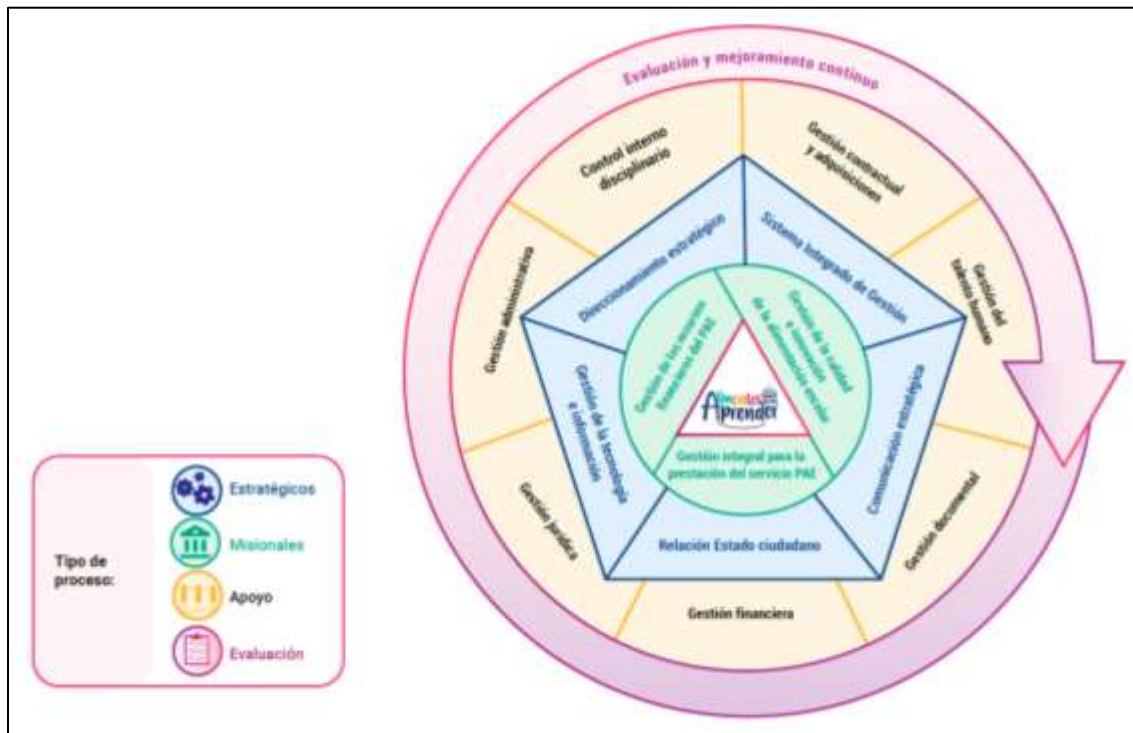 Evaluación y mejoramiento continuo
Control interno
disciplinario
Gestión contractual
y adquisiciones
Gestión administrativa
Direccionamiento estratégico
Sistema Integrado de Gestión
Gestión del
talento humano
Gestión de los recursos
financieros del PAE
Gestión de la calidad
e innovación
de la alimentación escolar
Gestión de la tecnología
e información
Aprender
Comunicación estratégica
Gestión integral para la
prestación del servicio PAE
Gestión jurídica
Relación Estado ciudadano
Gestión documental
Gestión financiera
Tipo de
proceso:
Estratégicos
Misionales
Apoyo
Evaluación